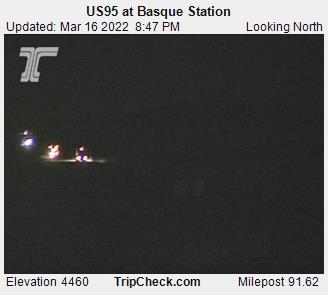 US95 at Basque Station
Updated: Mar 16 2022 8:47 PM Looking North
Elevation 4460 TripCheck.com Milepost 91.62